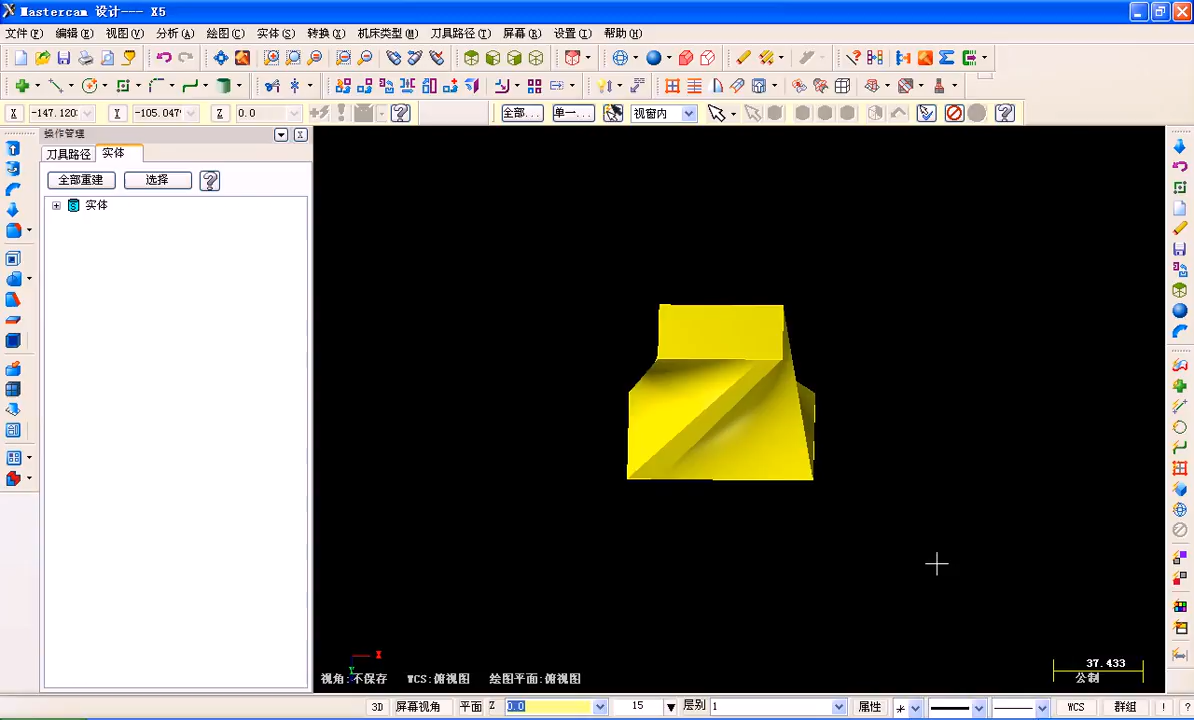 Mastercam 设计--- X5
文件(F) 编辑(E) 视图(V) 分析(A) 绘图(C) 实体(S) 转换(X) 机床类型(M) 刀具路径(T) 屏幕(R) 设置(I) 帮助(H)
X -147.120 Y -105.047 Z 0.0 全部... 单一... 视窗内
操作管理
刀具路径 实体
全部重建 选择
实体
X
Y
视角:不保存 WCS:俯视图 绘图平面:俯视图
37.433
公制
3D 屏幕视角 平面 Z 0.0 15 层别 1 属性 WCS 群组 ! ?